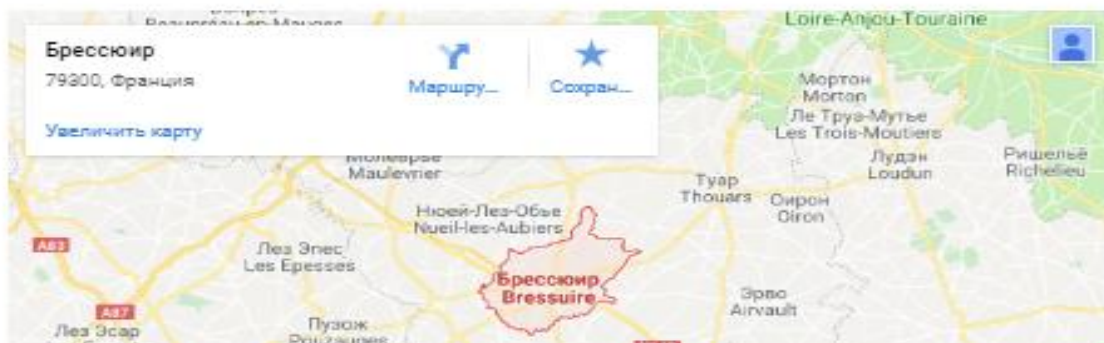 Loire-Anjou-Touraine
Брессюир
79300, Франция
Маршру...
Сохран...
Увеличить карту
Мортон
Morton
Ле Труа-Мутье
Les Trois-Moutiers
Maulevrier
Лудэн
Loudun
Ришельё
Richelieu
Туар
Thouars
Оирон
Oiron
Нюей-Лез-Обье
Nueil-les-Aubiers
A83
Лез Эпес
Les Epesses
Брессюир
Bressuire
Эрво
Airvault
A87
Лез Эсар
Пузож
Pouzauges